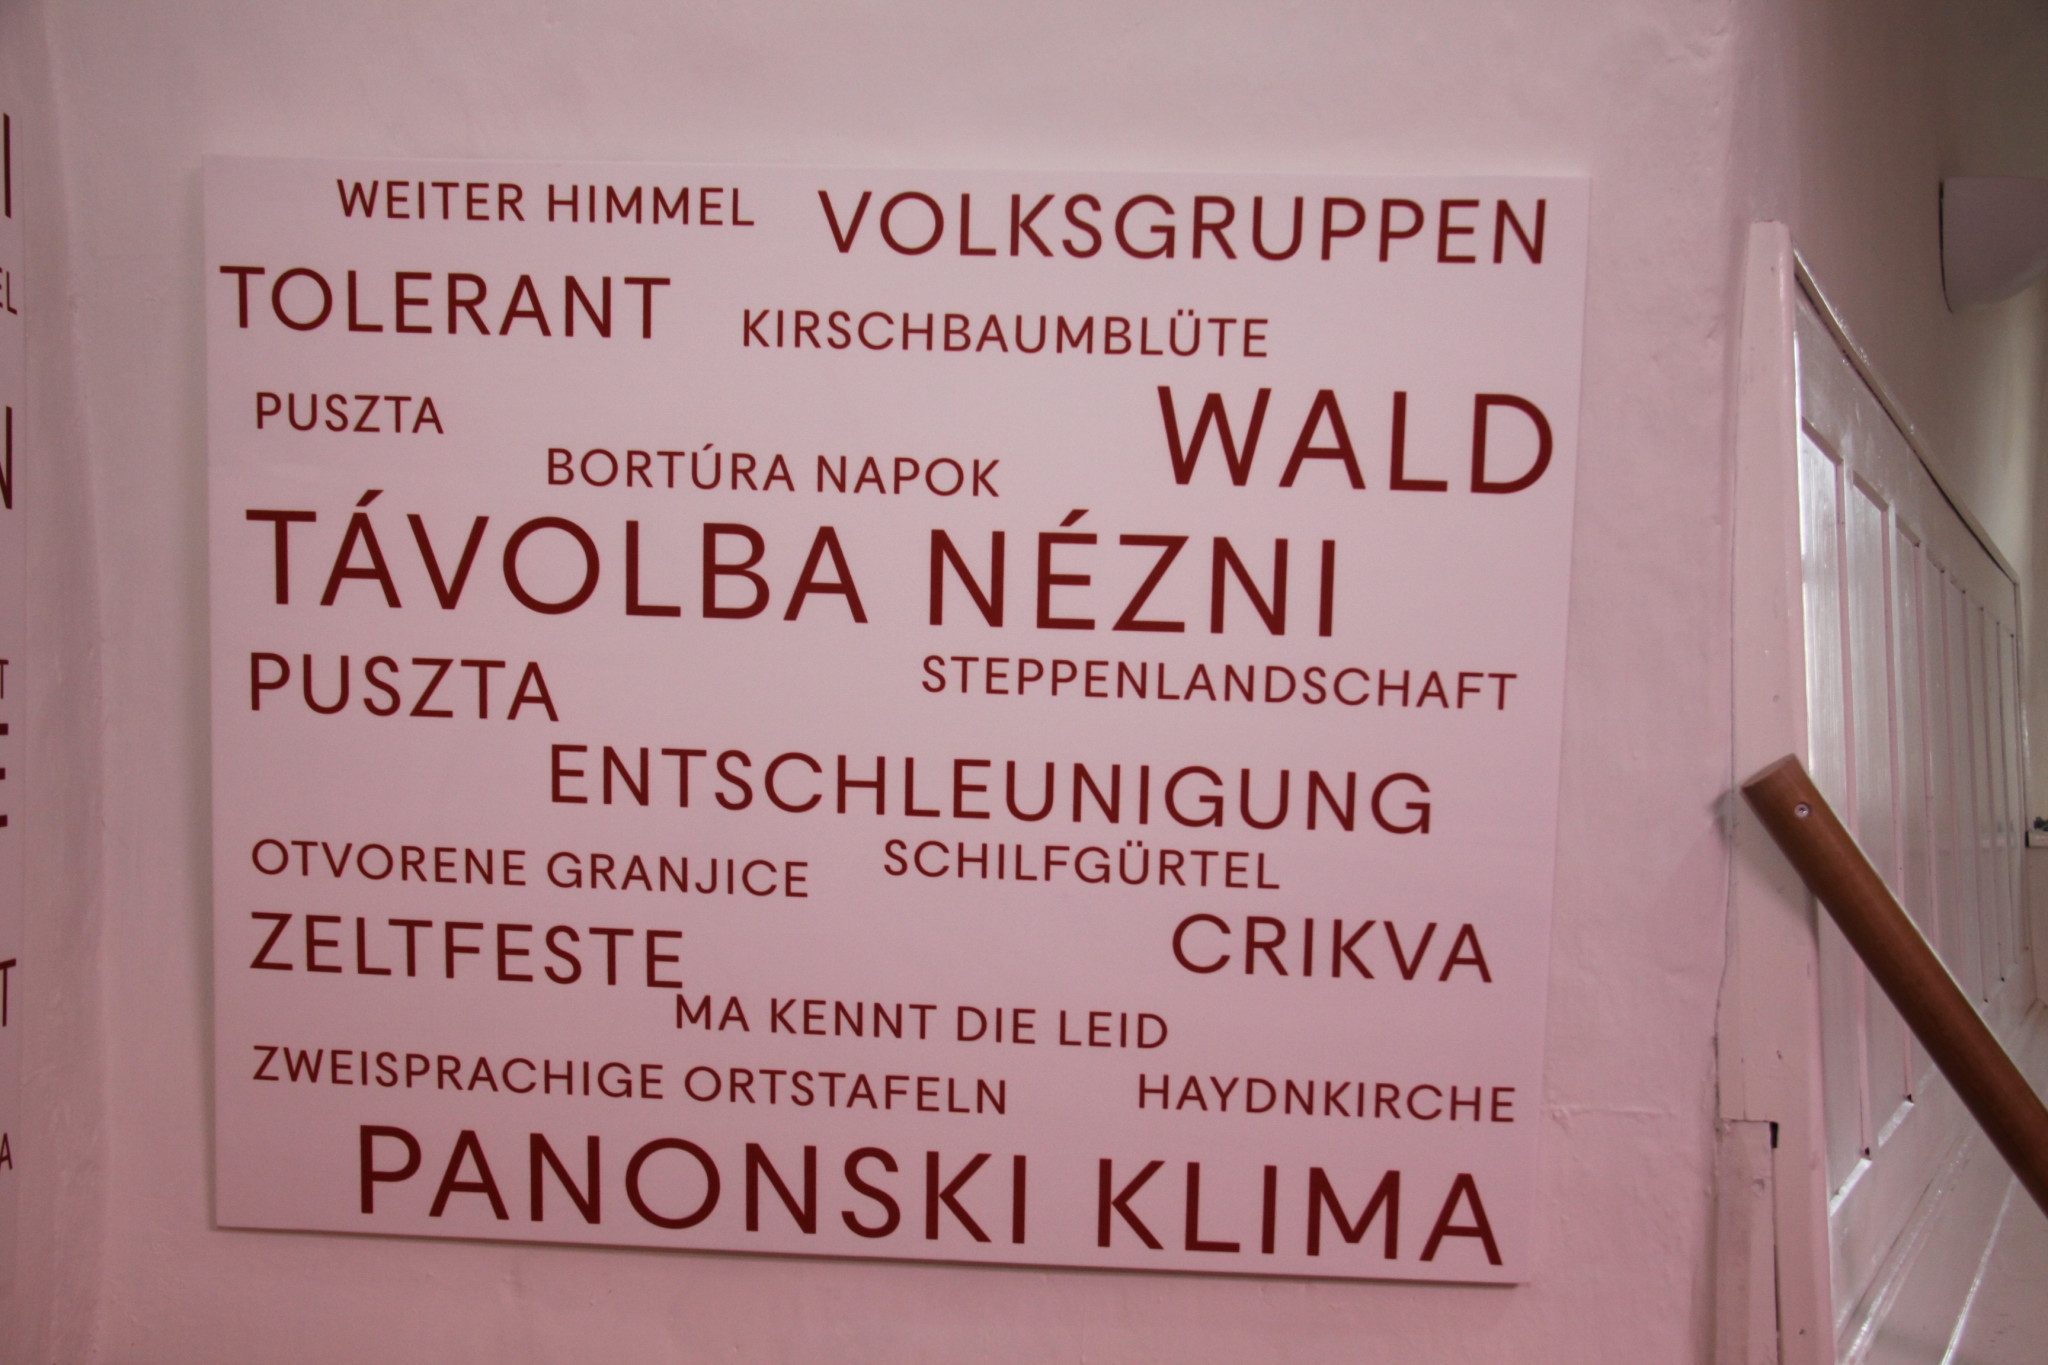 WEITER HIMMEL
VOLKSGRUPPEN
TOLERANT
KIRSCHBAUMBLÜTE
PUSZTA
WALD
BORTÚRA NAPOK
TÁVOLBA NÉZNI
PUSZTA
STEPPENLANDSCHAFT
ENTSCHLEUNIGUNG
OTVORENE GRANJICE
SCHILFGÜRTEL
ZELTFESTE
CRIKVA
MA KENNT DIE LEID
ZWEISPRACHIGE ORTSTAFELN
HAYDNKIRCHE
PANONSKI KLIMA